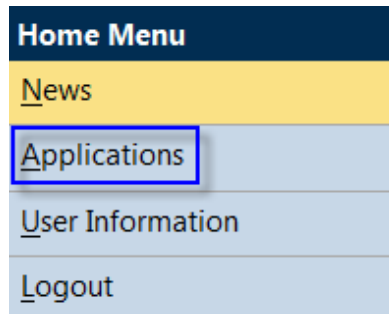 Home Menu
News
Applications
User Information
Logout